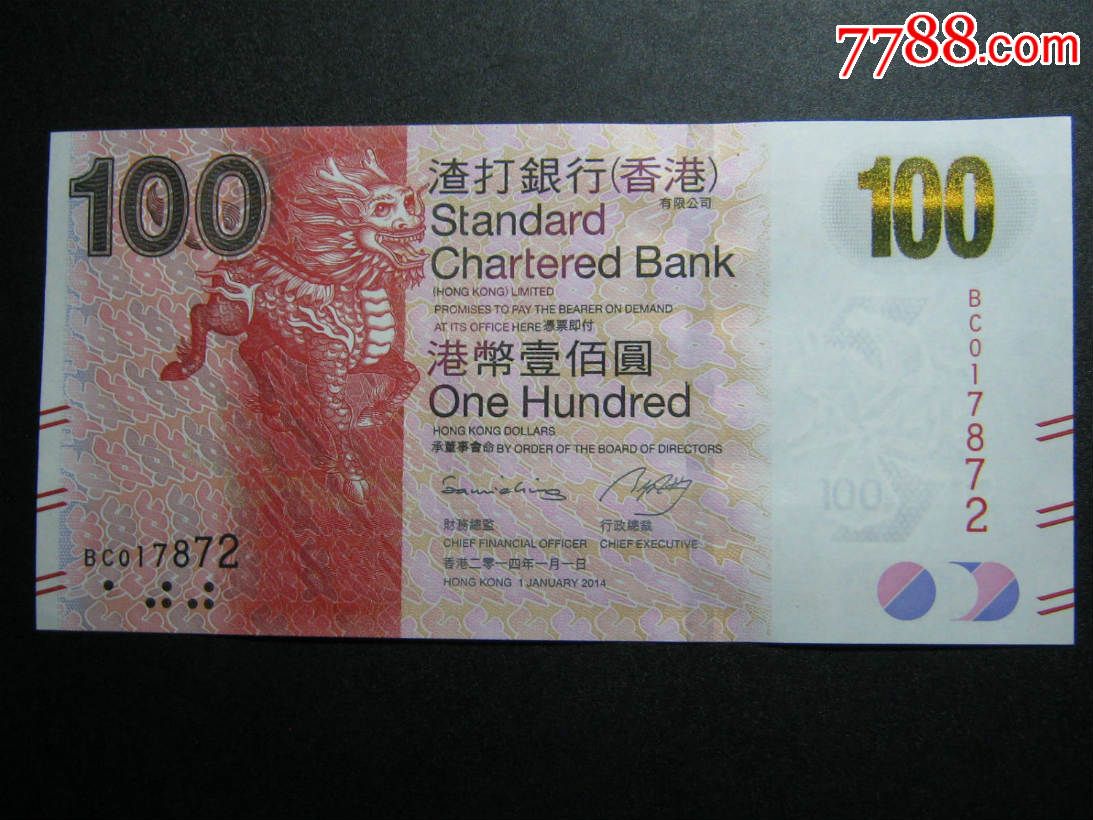 7788.com
100
渣打銀行(香港)
有限公司
Standard
Chartered Bank
(HONG KONG) LIMITED
PROMISES TO PAY THE BEARER ON DEMAND
AT ITS OFFICE HERE 憑票即付
港幣壹佰圓
One Hundred
HONG KONG DOLLARS
承董事會命 BY ORDER OF THE BOARD OF DIRECTORS
財務總監 行政總裁
CHIEF FINANCIAL OFFICER CHIEF EXECUTIVE
香港二零一四年一月一日
HONG KONG 1 JANUARY 2014
BC017872
100
BC017872
100